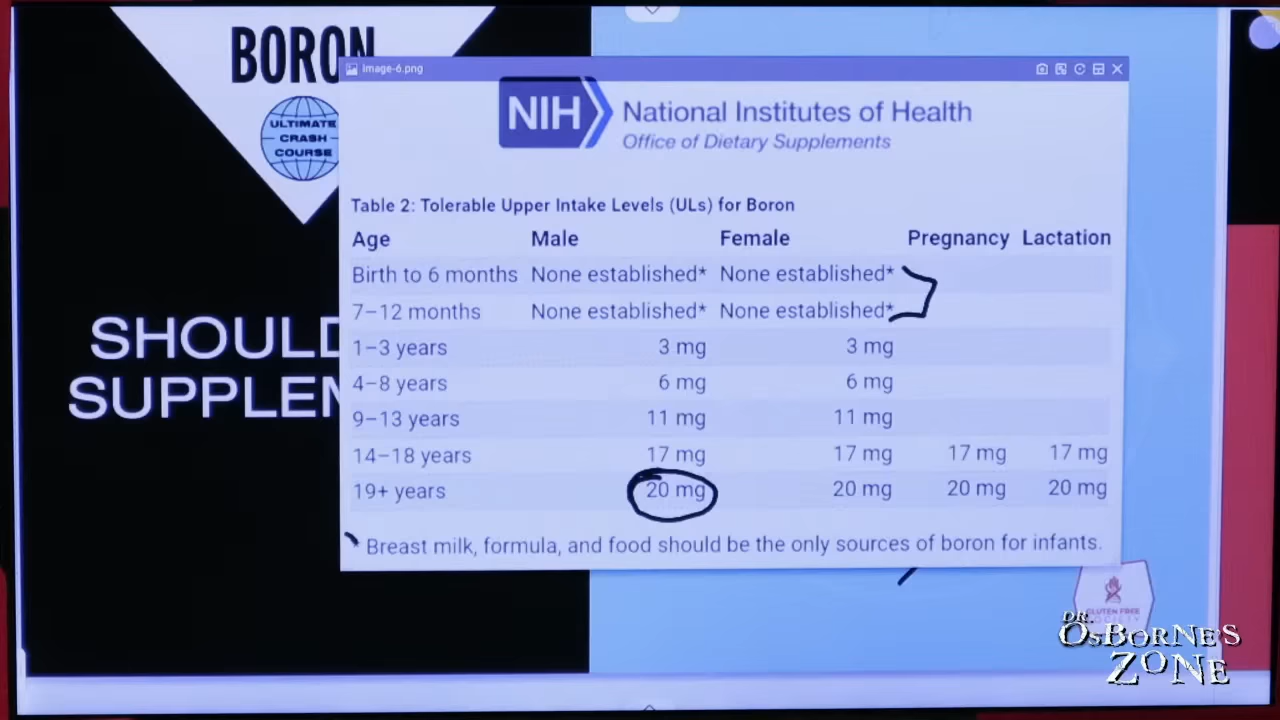 BORON
ULTIMATE
CRASH
COURSE
SHOULD
SUPPLEM
Image-6.png
NIH
National Institutes of Health
Office of Dietary Supplements
Table 2: Tolerable Upper Intake Levels (ULs) for Boron
Age Male Female Pregnancy Lactation
Birth to 6 months None established* None established*
7–12 months None established* None established*
1–3 years 3 mg 3 mg
4–8 years 6 mg 6 mg
9–13 years 11 mg 11 mg
14–18 years 17 mg 17 mg 17 mg 17 mg
19+ years 20 mg 20 mg 20 mg 20 mg
Breast milk, formula, and food should be the only sources of boron for infants.
GLUTEN FREE
SOCIETY
DR.
OSBORNE'S
ZONE